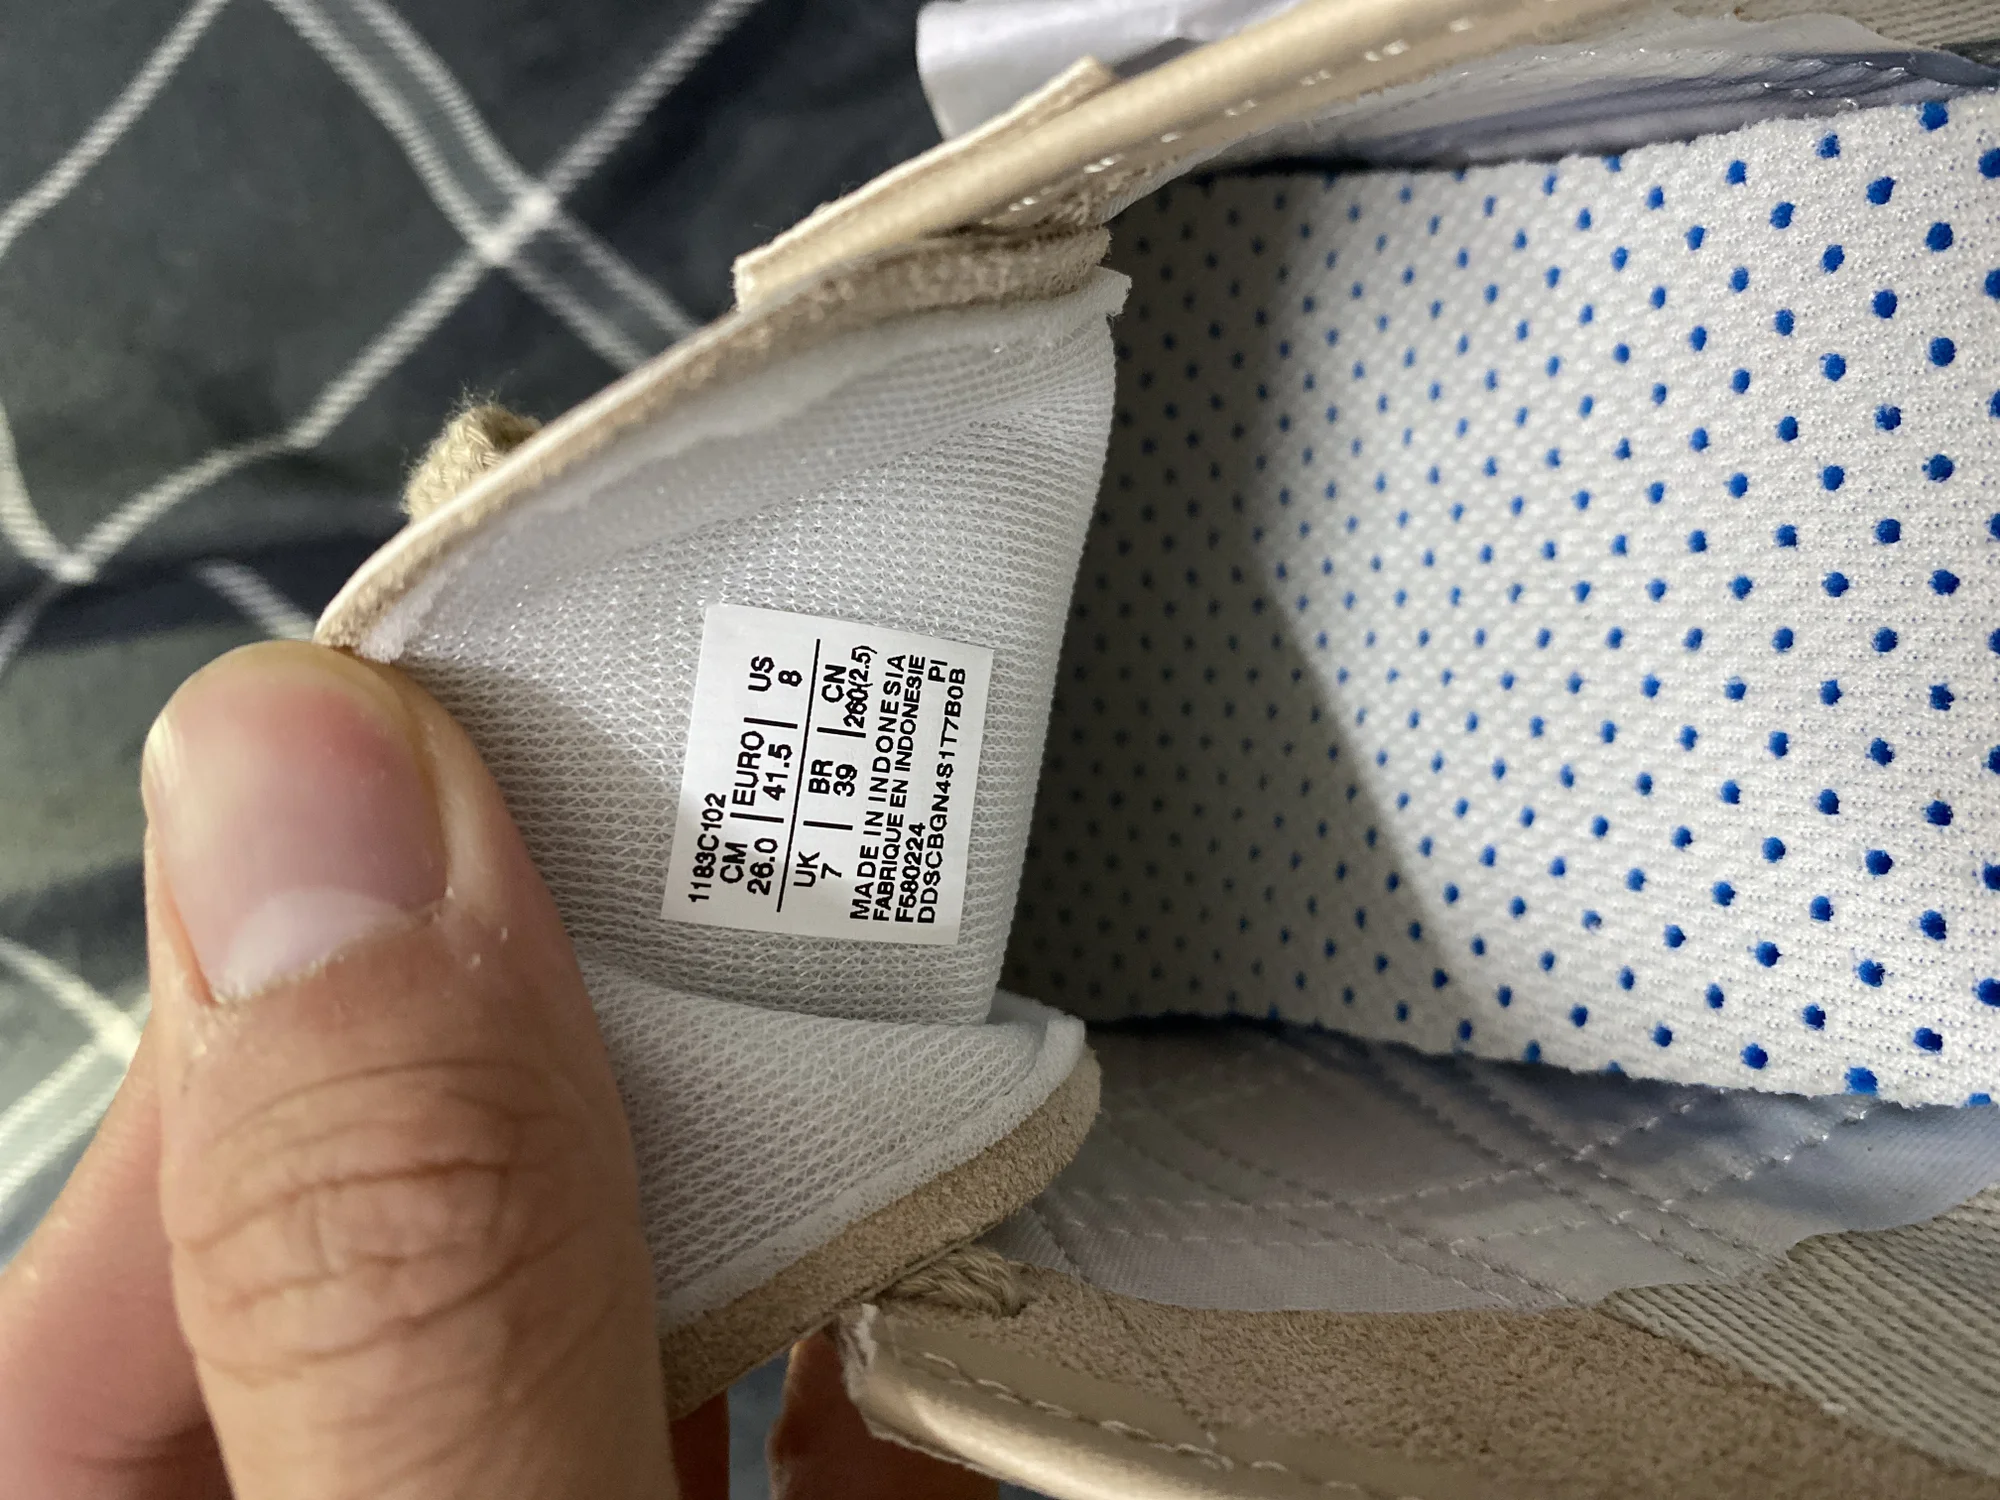 1183C102
CM | EURO | US
26.0 | 41.5 | 8
UK | BR | CN
7 | 39 | 260(2.5)
MADE IN INDONESIA
FABRIQUE EN INDONESIE
F5802224 PI
DDSCBGN4S1T7B0B